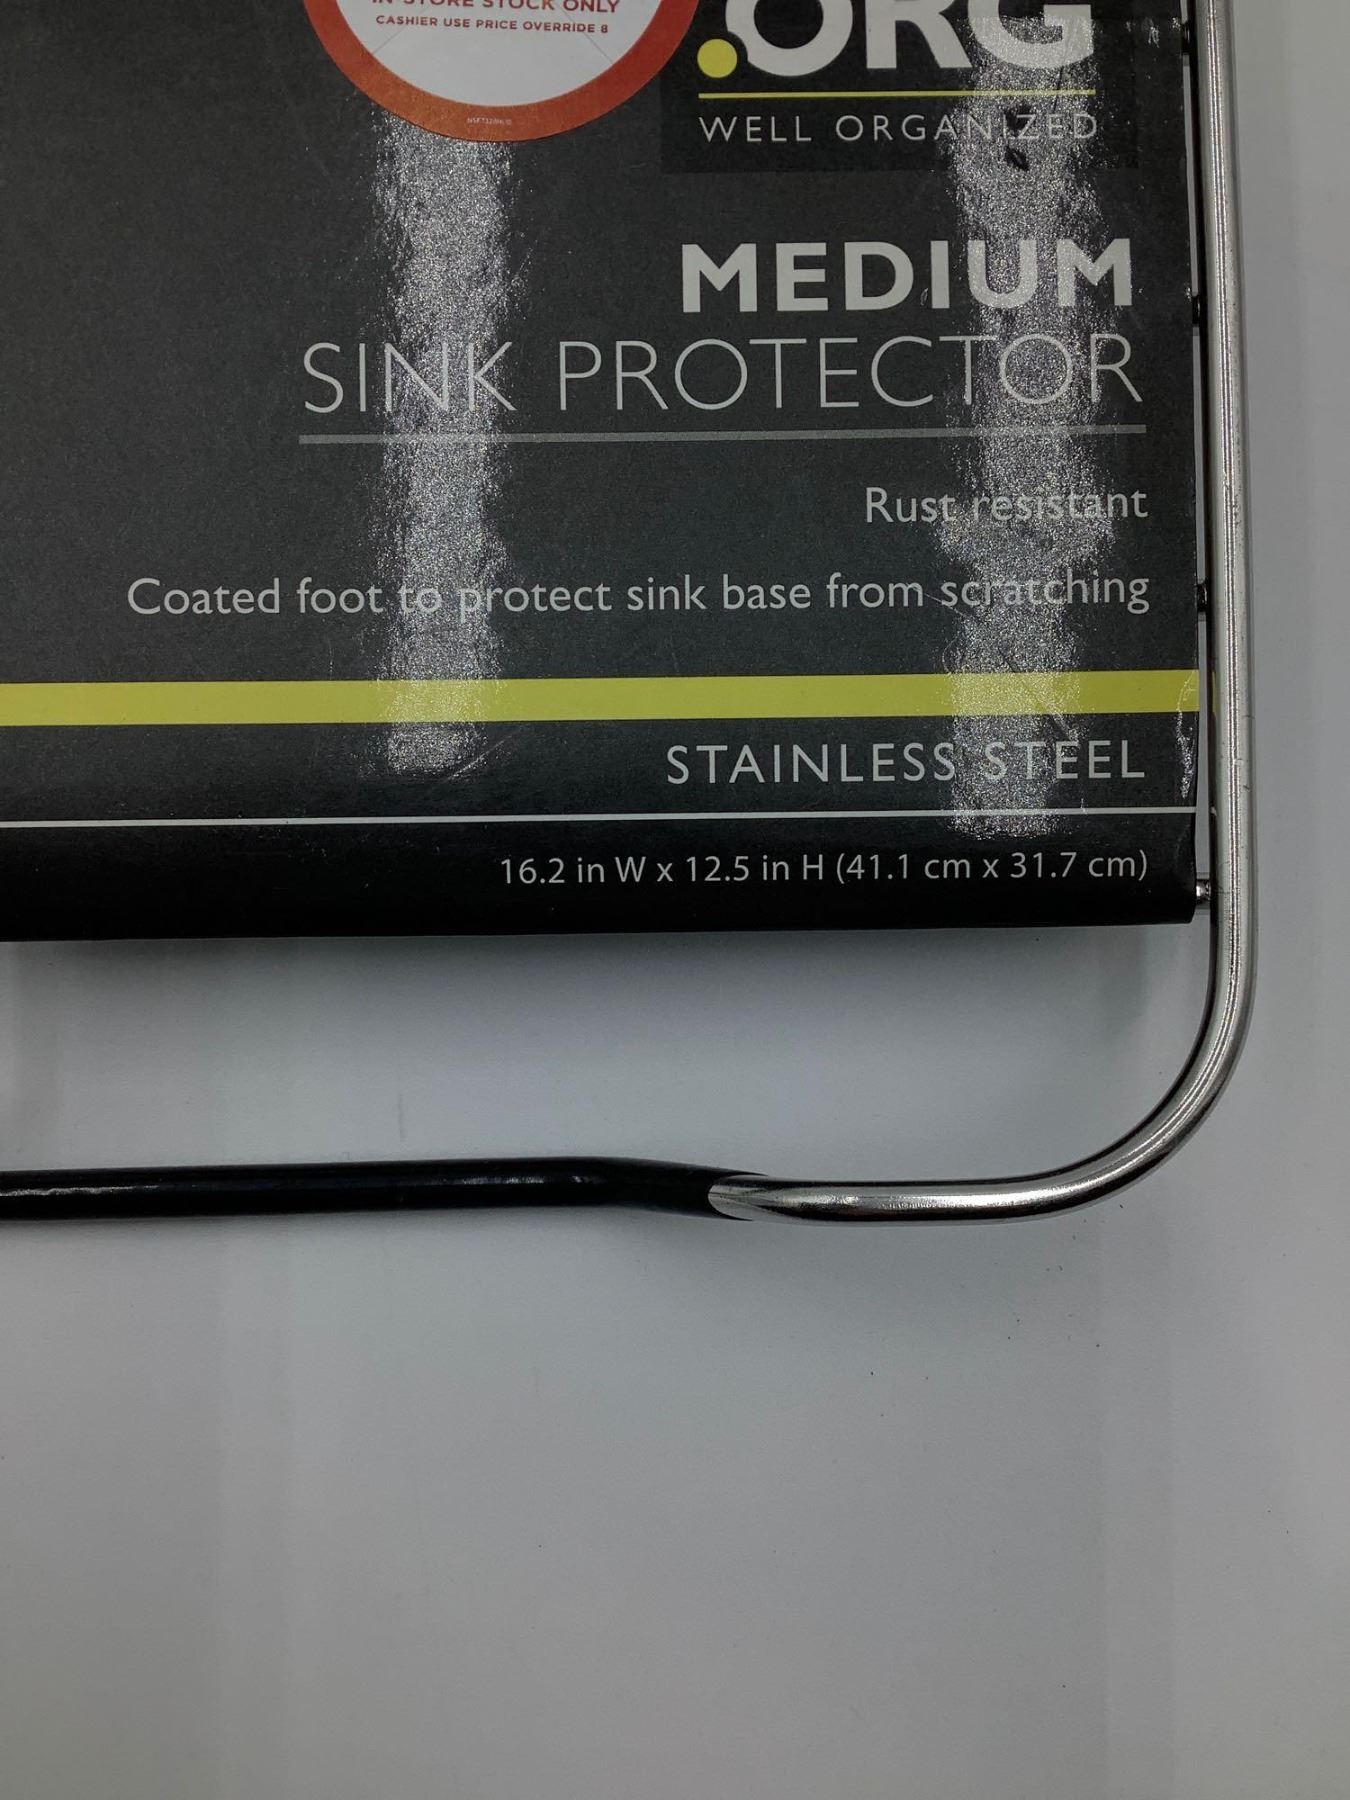 IN-STORE STOCK ONLY
CASHIER USE PRICE OVERRIDE 8
.ORG
WELL ORGANIZED
MEDIUM
SINK PROTECTOR
Rust resistant
Coated foot to protect sink base from scratching
STAINLESS STEEL
16.2 in W x 12.5 in H (41.1 cm x 31.7 cm)